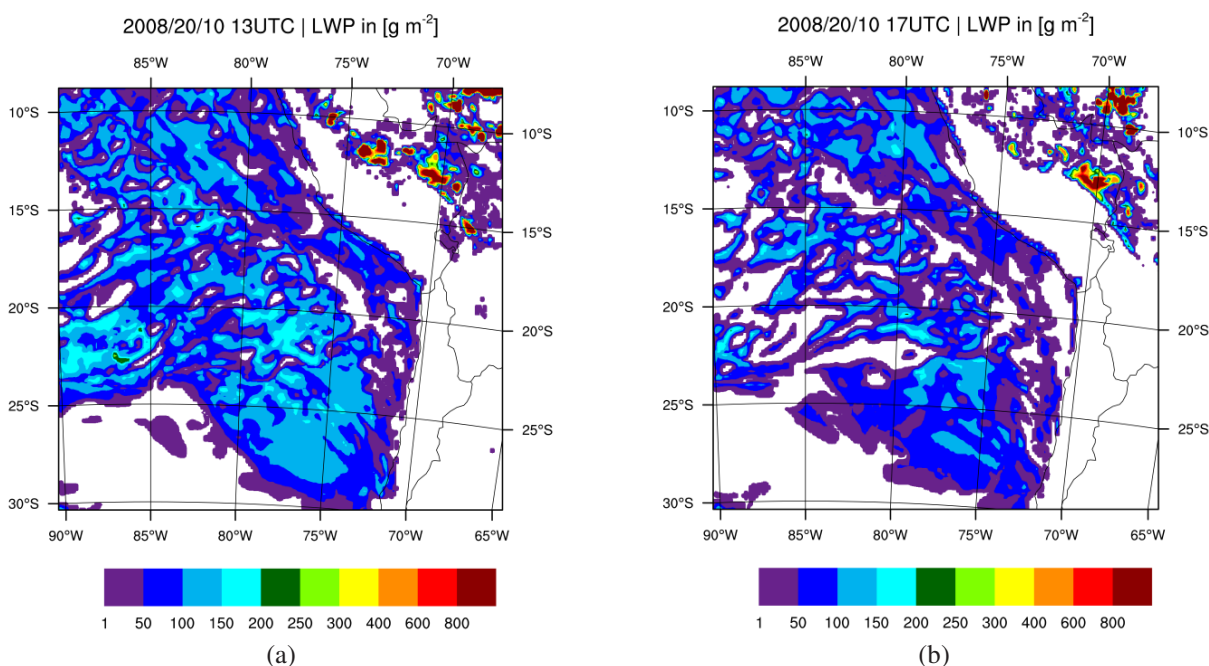 2008/20/10 13UTC | LWP in [g m⁻²]
85°W 80°W 75°W 70°W
10°S 10°S
15°S 15°S
20°S 20°S
25°S 25°S
30°S
90°W 85°W 80°W 75°W 70°W 65°W
1 50 100 150 200 250 300 400 600 800
(a)
2008/20/10 17UTC | LWP in [g m⁻²]
85°W 80°W 75°W 70°W
10°S 10°S
15°S 15°S
20°S 20°S
25°S 25°S
30°S
90°W 85°W 80°W 75°W 70°W 65°W
1 50 100 150 200 250 300 400 600 800
(b)